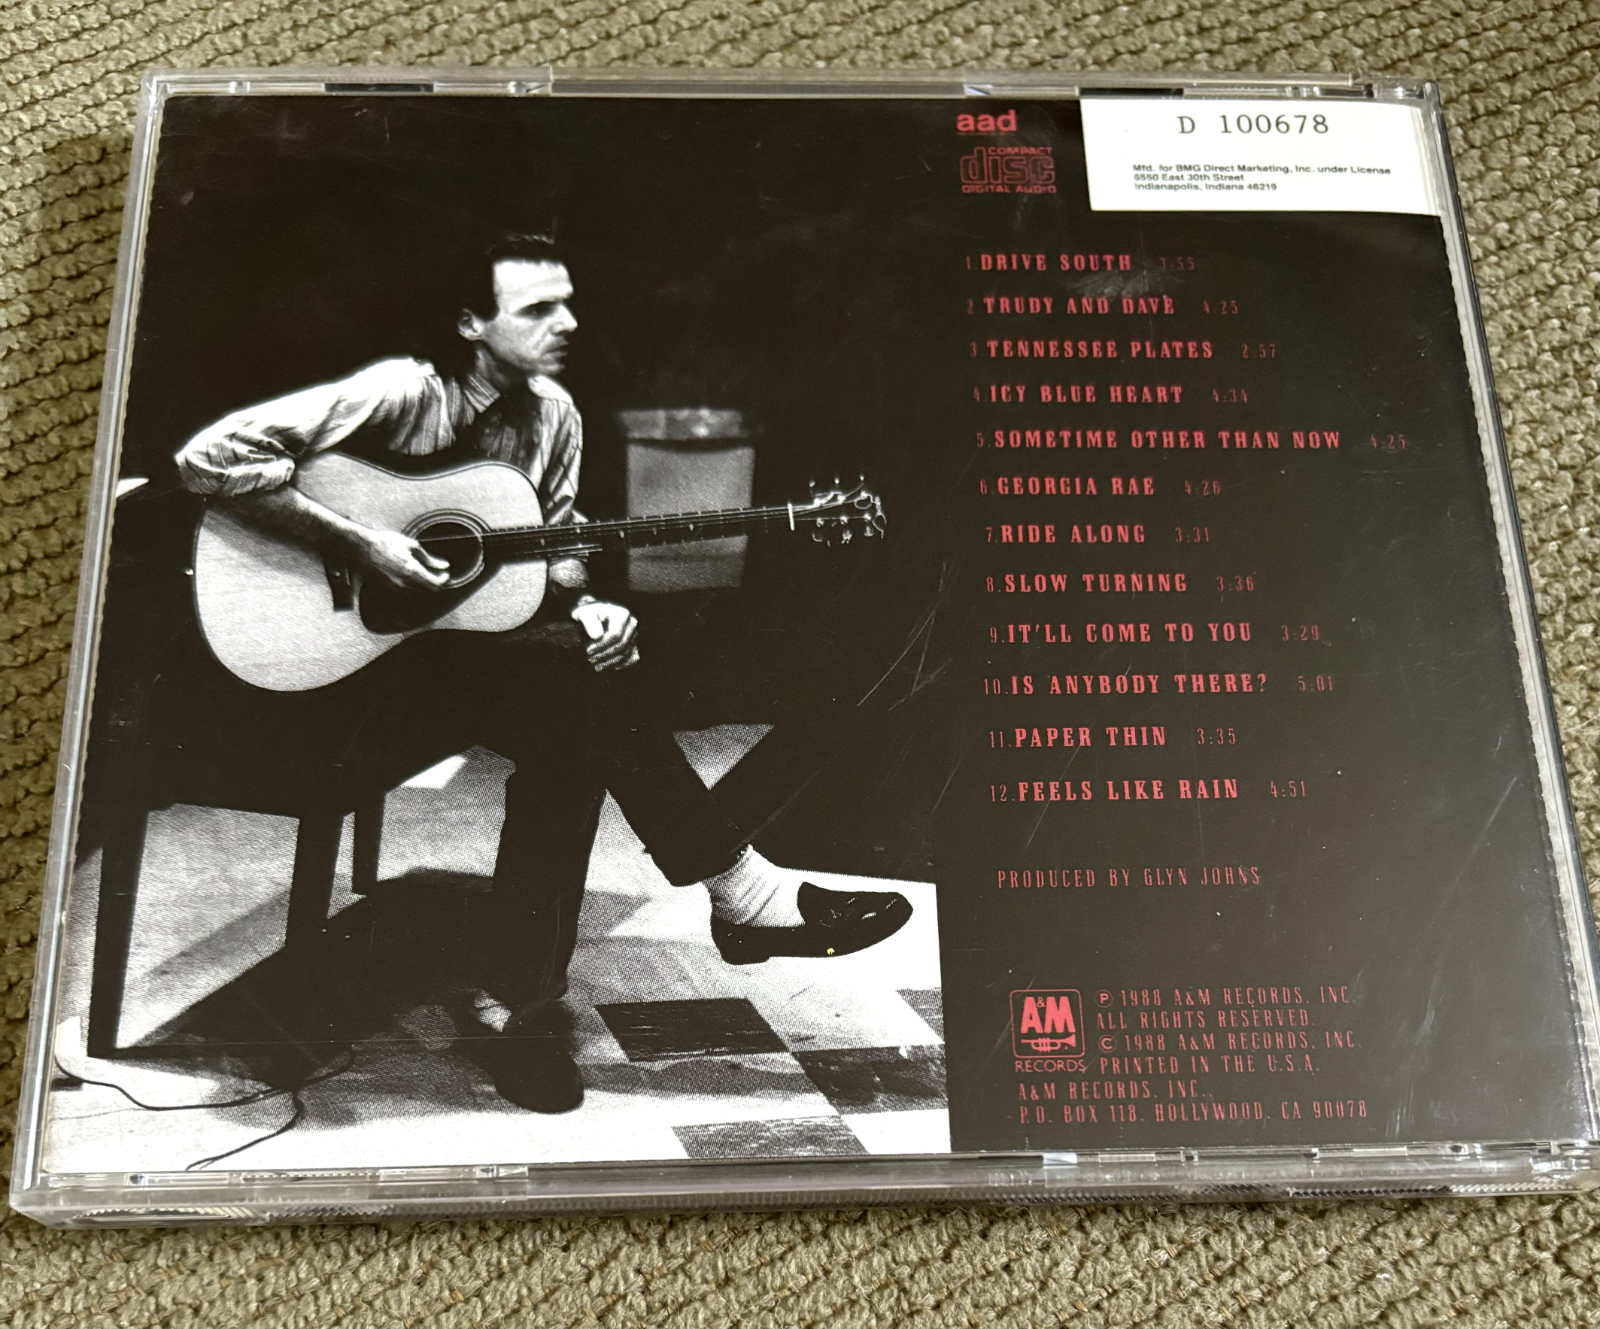 aad
COMPACT
disc
DIGITAL AUDIO
D 100678
Mfd. for BMG Direct Marketing, Inc. under License
6550 East 30th Street
Indianapolis, Indiana 46219
1.DRIVE SOUTH 3:55
2.TRUDY AND DAVE 4:25
3.TENNESSEE PLATES 2:57
4.ICY BLUE HEART 4:34
5.SOMETIME OTHER THAN NOW 4:25
6.GEORGIA RAE 4:26
7.RIDE ALONG 3:31
8.SLOW TURNING 3:36
9.IT'LL COME TO YOU 3:29
10.IS ANYBODY THERE? 5:01
11.PAPER THIN 3:35
12.FEELS LIKE RAIN 4:51
PRODUCED BY GLYN JOHNS
A&M
RECORDS
℗ 1988 A&M RECORDS, INC.
ALL RIGHTS RESERVED.
© 1988 A&M RECORDS, INC.
PRINTED IN THE U.S.A.
A&M RECORDS, INC.,
P.O. BOX 118, HOLLYWOOD, CA 90078